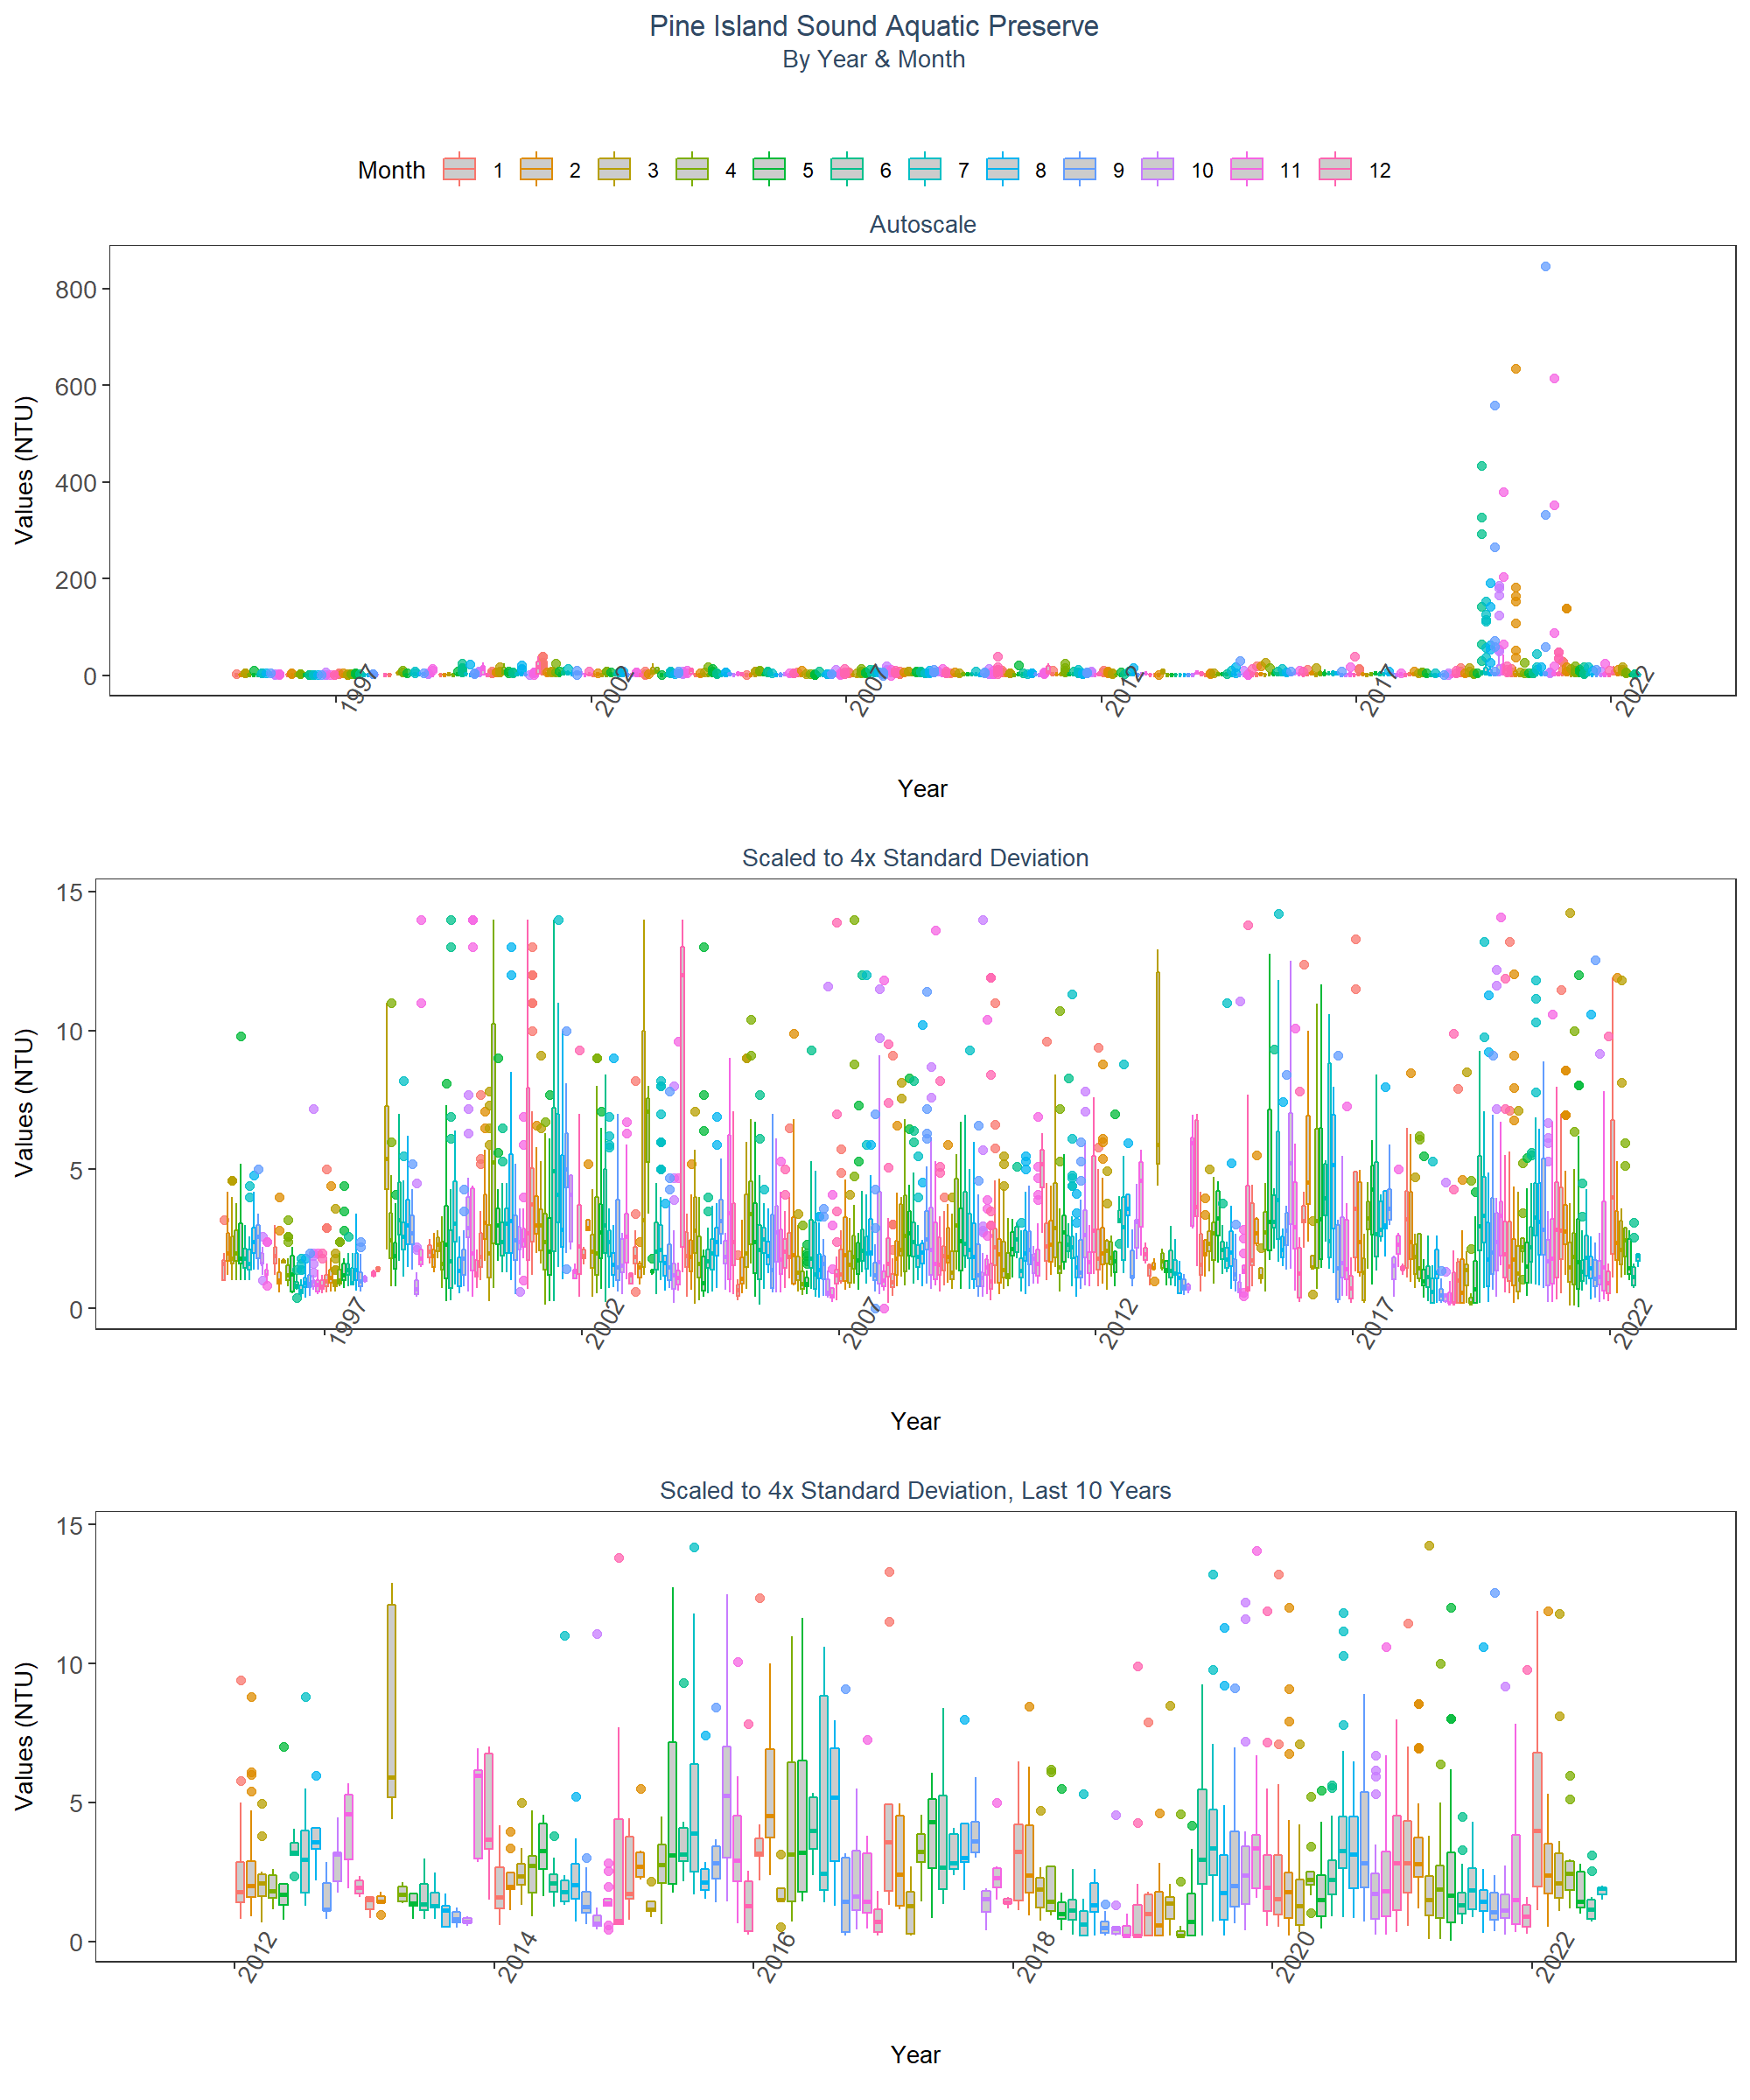 Pine Island Sound Aquatic Preserve
By Year & Month
Month 1 2 3 4 5 6 7 8 9 10 11 12
Autoscale
Values (NTU)
800
600
400
200
0
1997 2002 2007 2012 2017 2022
Year
Scaled to 4x Standard Deviation
Values (NTU)
15
10
5
0
1997 2002 2007 2012 2017 2022
Year
Scaled to 4x Standard Deviation, Last 10 Years
Values (NTU)
15
10
5
0
2012 2014 2016 2018 2020 2022
Year